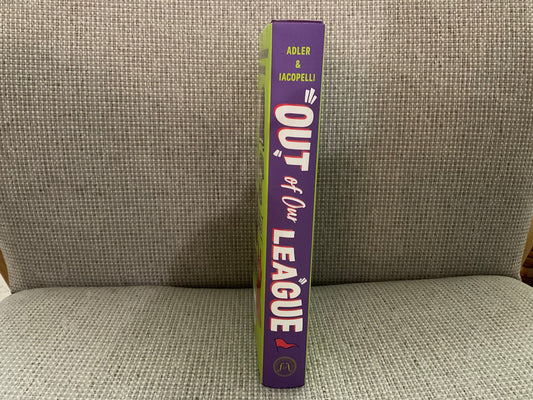 ADLER
&
IACOPELLI
OUT of Our LEAGUE